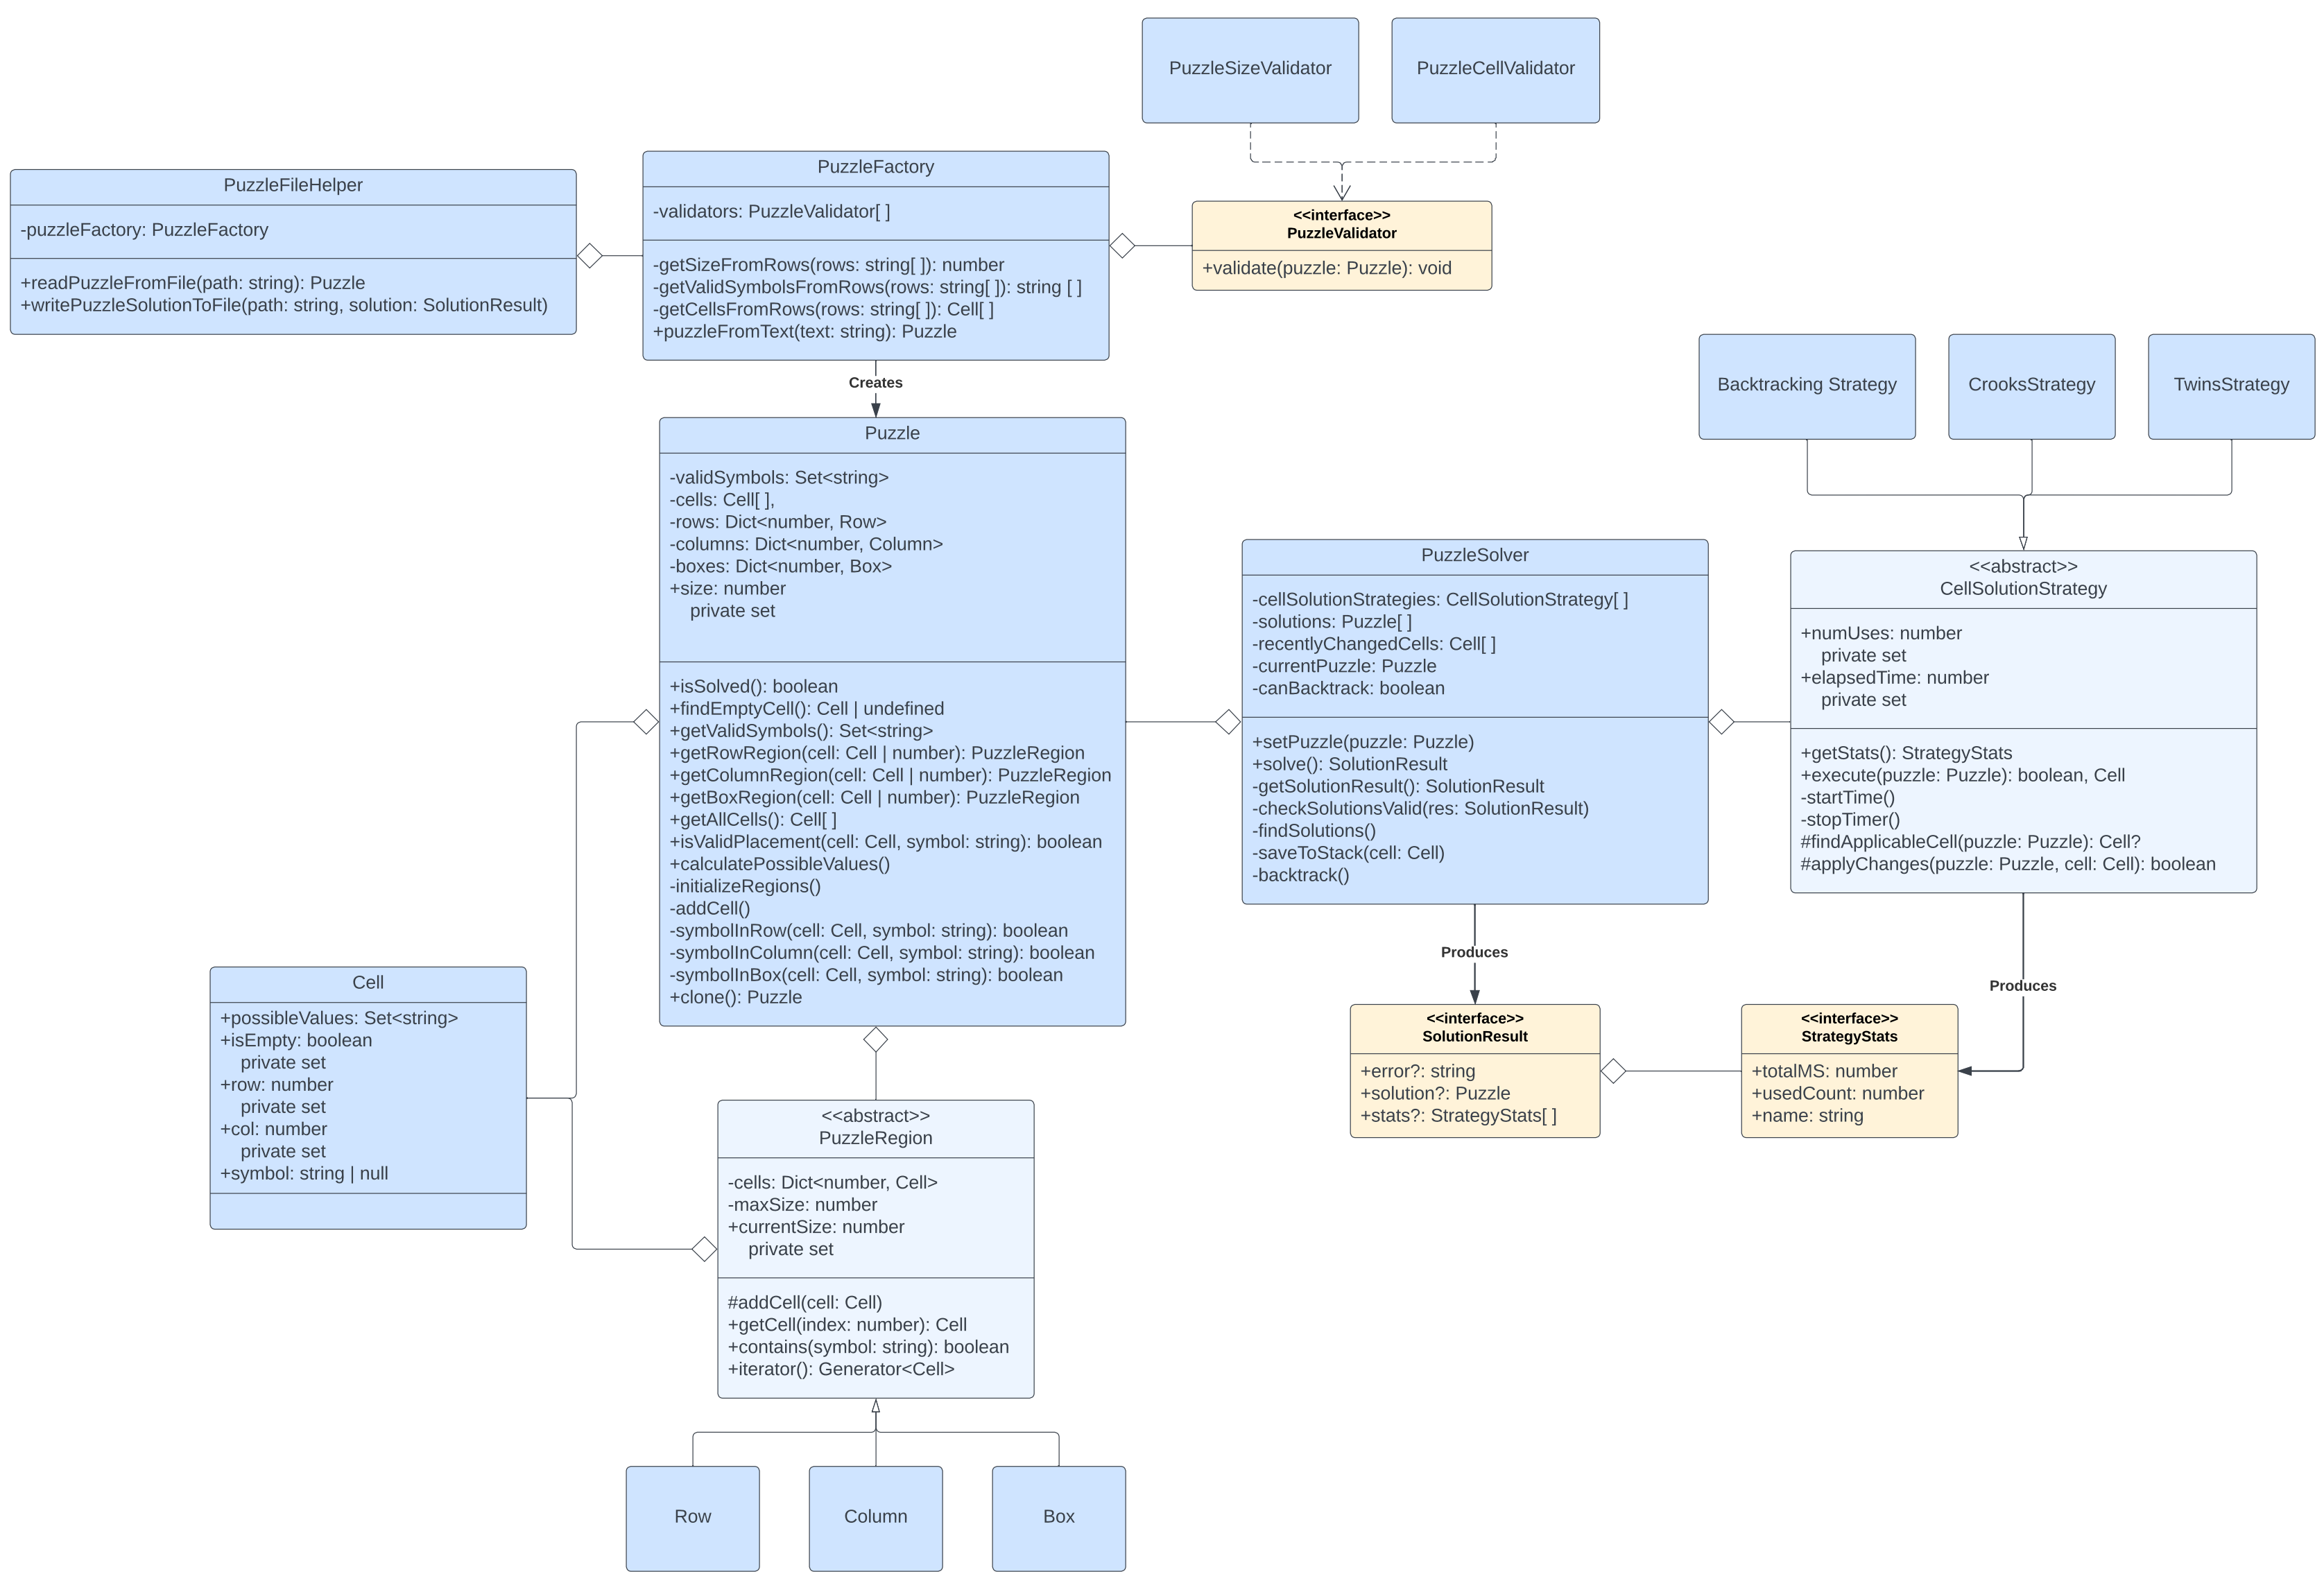 PuzzleSizeValidator
PuzzleCellValidator
PuzzleFileHelper
-puzzleFactory: PuzzleFactory
+readPuzzleFromFile(path: string): Puzzle
+writePuzzleSolutionToFile(path: string, solution: SolutionResult)
PuzzleFactory
-validators: PuzzleValidator[ ]
-getSizeFromRows(rows: string[ ]): number
-getValidSymbolsFromRows(rows: string[ ]): string [ ]
-getCellsFromRows(rows: string[ ]): Cell[ ]
+puzzleFromText(text: string): Puzzle
<<interface>>
PuzzleValidator
+validate(puzzle: Puzzle): void
Creates
Backtracking Strategy
CrooksStrategy
TwinsStrategy
Puzzle
-validSymbols: Set<string>
-cells: Cell[ ],
-rows: Dict<number, Row>
-columns: Dict<number, Column>
-boxes: Dict<number, Box>
+size: number
private set
+isSolved(): boolean
+findEmptyCell(): Cell | undefined
+getValidSymbols(): Set<string>
+getRowRegion(cell: Cell | number): PuzzleRegion
+getColumnRegion(cell: Cell | number): PuzzleRegion
+getBoxRegion(cell: Cell | number): PuzzleRegion
+getAllCells(): Cell[ ]
+isValidPlacement(cell: Cell, symbol: string): boolean
+calculatePossibleValues()
-initializeRegions()
-addCell()
-symbolInRow(cell: Cell, symbol: string): boolean
-symbolInColumn(cell: Cell, symbol: string): boolean
-symbolInBox(cell: Cell, symbol: string): boolean
+clone(): Puzzle
PuzzleSolver
-cellSolutionStrategies: CellSolutionStrategy[ ]
-solutions: Puzzle[ ]
-recentlyChangedCells: Cell[ ]
-currentPuzzle: Puzzle
-canBacktrack: boolean
+setPuzzle(puzzle: Puzzle)
+solve(): SolutionResult
-getSolutionResult(): SolutionResult
-checkSolutionsValid(res: SolutionResult)
-findSolutions()
-saveToStack(cell: Cell)
-backtrack()
<<abstract>>
CellSolutionStrategy
+numUses: number
private set
+elapsedTime: number
private set
+getStats(): StrategyStats
+execute(puzzle: Puzzle): boolean, Cell
-startTime()
-stopTimer()
#findApplicableCell(puzzle: Puzzle): Cell?
#applyChanges(puzzle: Puzzle, cell: Cell): boolean
Produces
Produces
Cell
+possibleValues: Set<string>
+isEmpty: boolean
private set
+row: number
private set
+col: number
private set
+symbol: string | null
<<interface>>
SolutionResult
+error?: string
+solution?: Puzzle
+stats?: StrategyStats[ ]
<<interface>>
StrategyStats
+totalMS: number
+usedCount: number
+name: string
<<abstract>>
PuzzleRegion
-cells: Dict<number, Cell>
-maxSize: number
+currentSize: number
private set
#addCell(cell: Cell)
+getCell(index: number): Cell
+contains(symbol: string): boolean
+iterator(): Generator<Cell>
Row
Column
Box